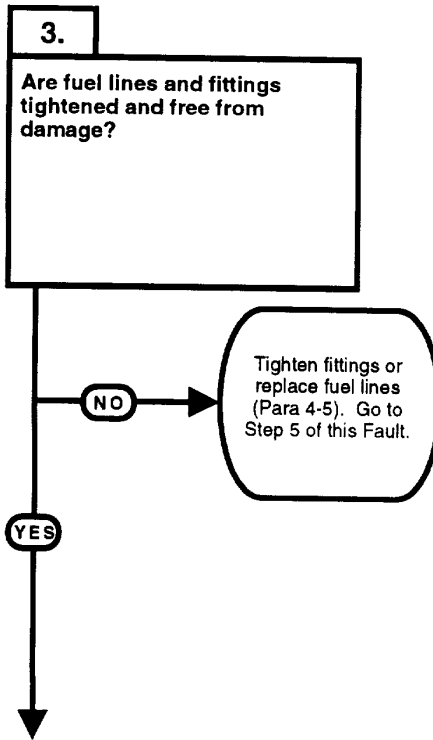 3.
Are fuel lines and fittings
tightened and free from
damage?
NO
Tighten fittings or
replace fuel lines
(Para 4-5). Go to
Step 5 of this Fault.
YES